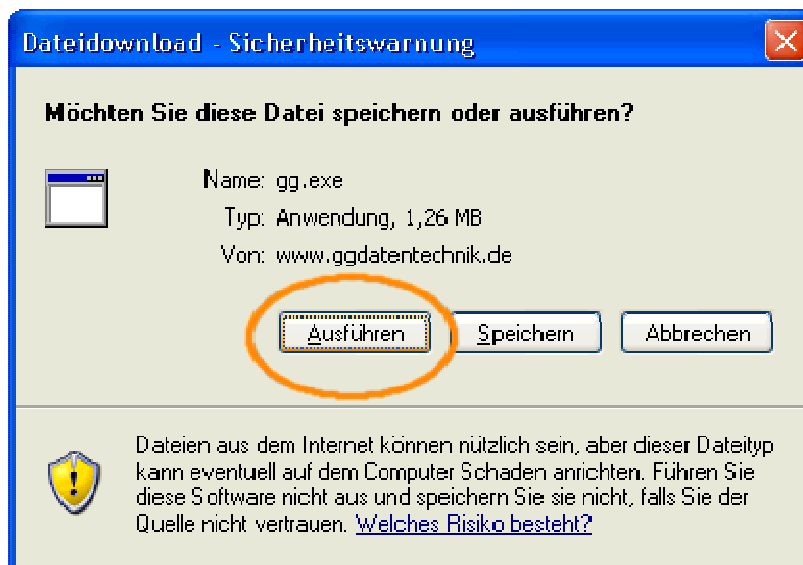 Dateidownload - Sicherheitswarnung
Möchten Sie diese Datei speichern oder ausführen?
Name: gg.exe
Typ: Anwendung, 1,26 MB
Von: www.ggdatentechnik.de
Ausführen Speichern Abbrechen
Dateien aus dem Internet können nützlich sein, aber dieser Dateityp
kann eventuell auf dem Computer Schaden anrichten. Führen Sie
diese Software nicht aus und speichern Sie sie nicht, falls Sie der
Quelle nicht vertrauen. Welches Risiko besteht?